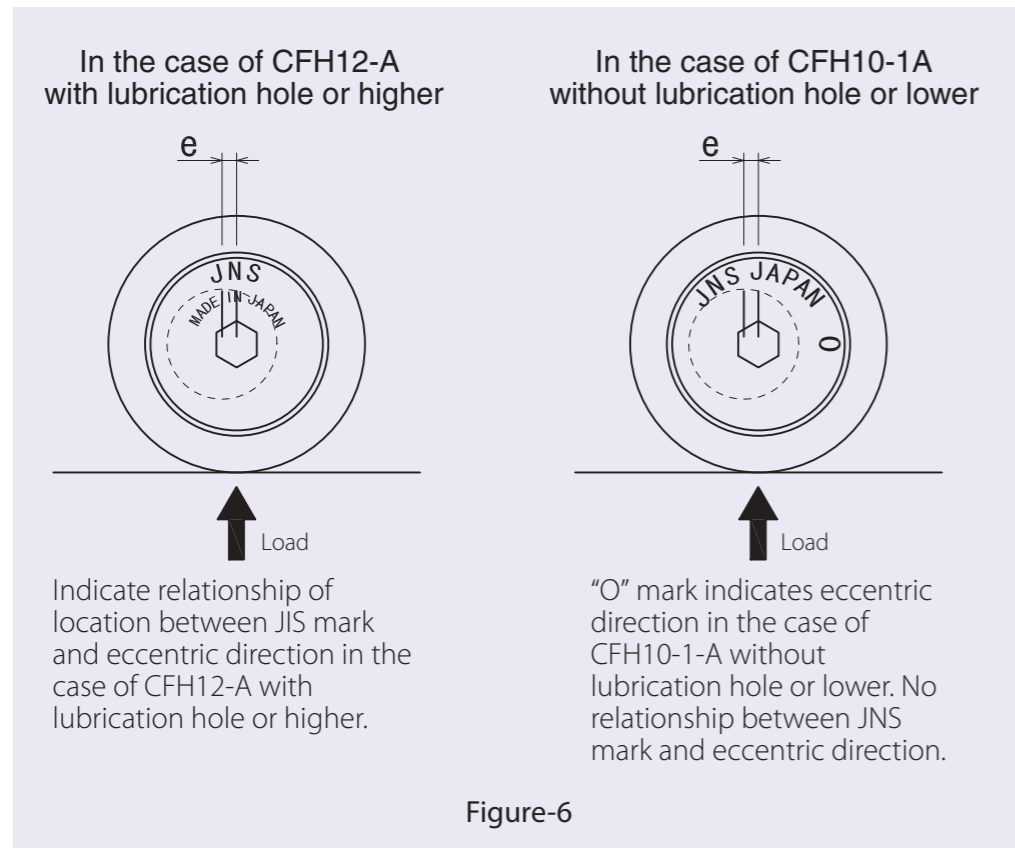 In the case of CFH12-A
with lubrication hole or higher
e
JNS
MADE IN JAPAN
Load
Indicate relationship of
location between JIS mark
and eccentric direction in the
case of CFH12-A with
lubrication hole or higher.
In the case of CFH10-1A
without lubrication hole or lower
e
JNS JAPAN
O
Load
“O” mark indicates eccentric
direction in the case of
CFH10-1-A without
lubrication hole or lower. No
relationship between JNS
mark and eccentric direction.
Figure-6